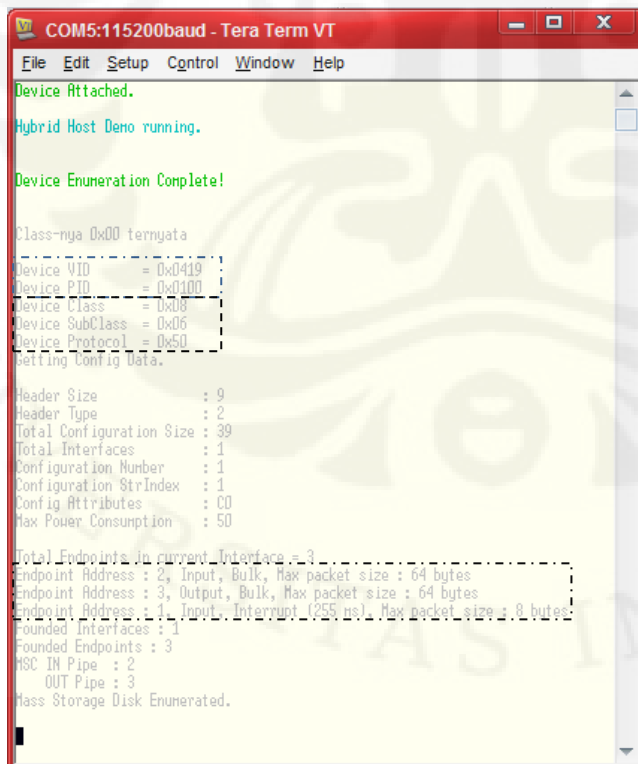 COM5:115200baud - Tera Term VT
File Edit Setup Control Window Help
Device Attached.
Hybrid Host Demo running.
Device Enumeration Complete!
Class-nya 0x00 ternyata
Device VID = 0x0419
Device PID = 0x0100
Device Class = 0x08
Device SubClass = 0x06
Device Protocol = 0x50
Getting Config Data.
Header Size : 9
Header Type : 2
Total Configuration Size : 39
Total Interfaces : 1
Configuration Number : 1
Configuration StrIndex : 1
Config Attributes : C0
Max Power Consumption : 50
Total Endpoints in current Interface = 3
Endpoint Address : 2, Input, Bulk, Max packet size : 64 bytes
Endpoint Address : 3, Output, Bulk, Max packet size : 64 bytes
Endpoint Address : 1, Input, Interrupt (255 ms), Max packet size : 8 bytes
Founded Interfaces : 1
Founded Endpoints : 3
MSC IN Pipe : 2
OUT Pipe : 3
Mass Storage Disk Enumerated.